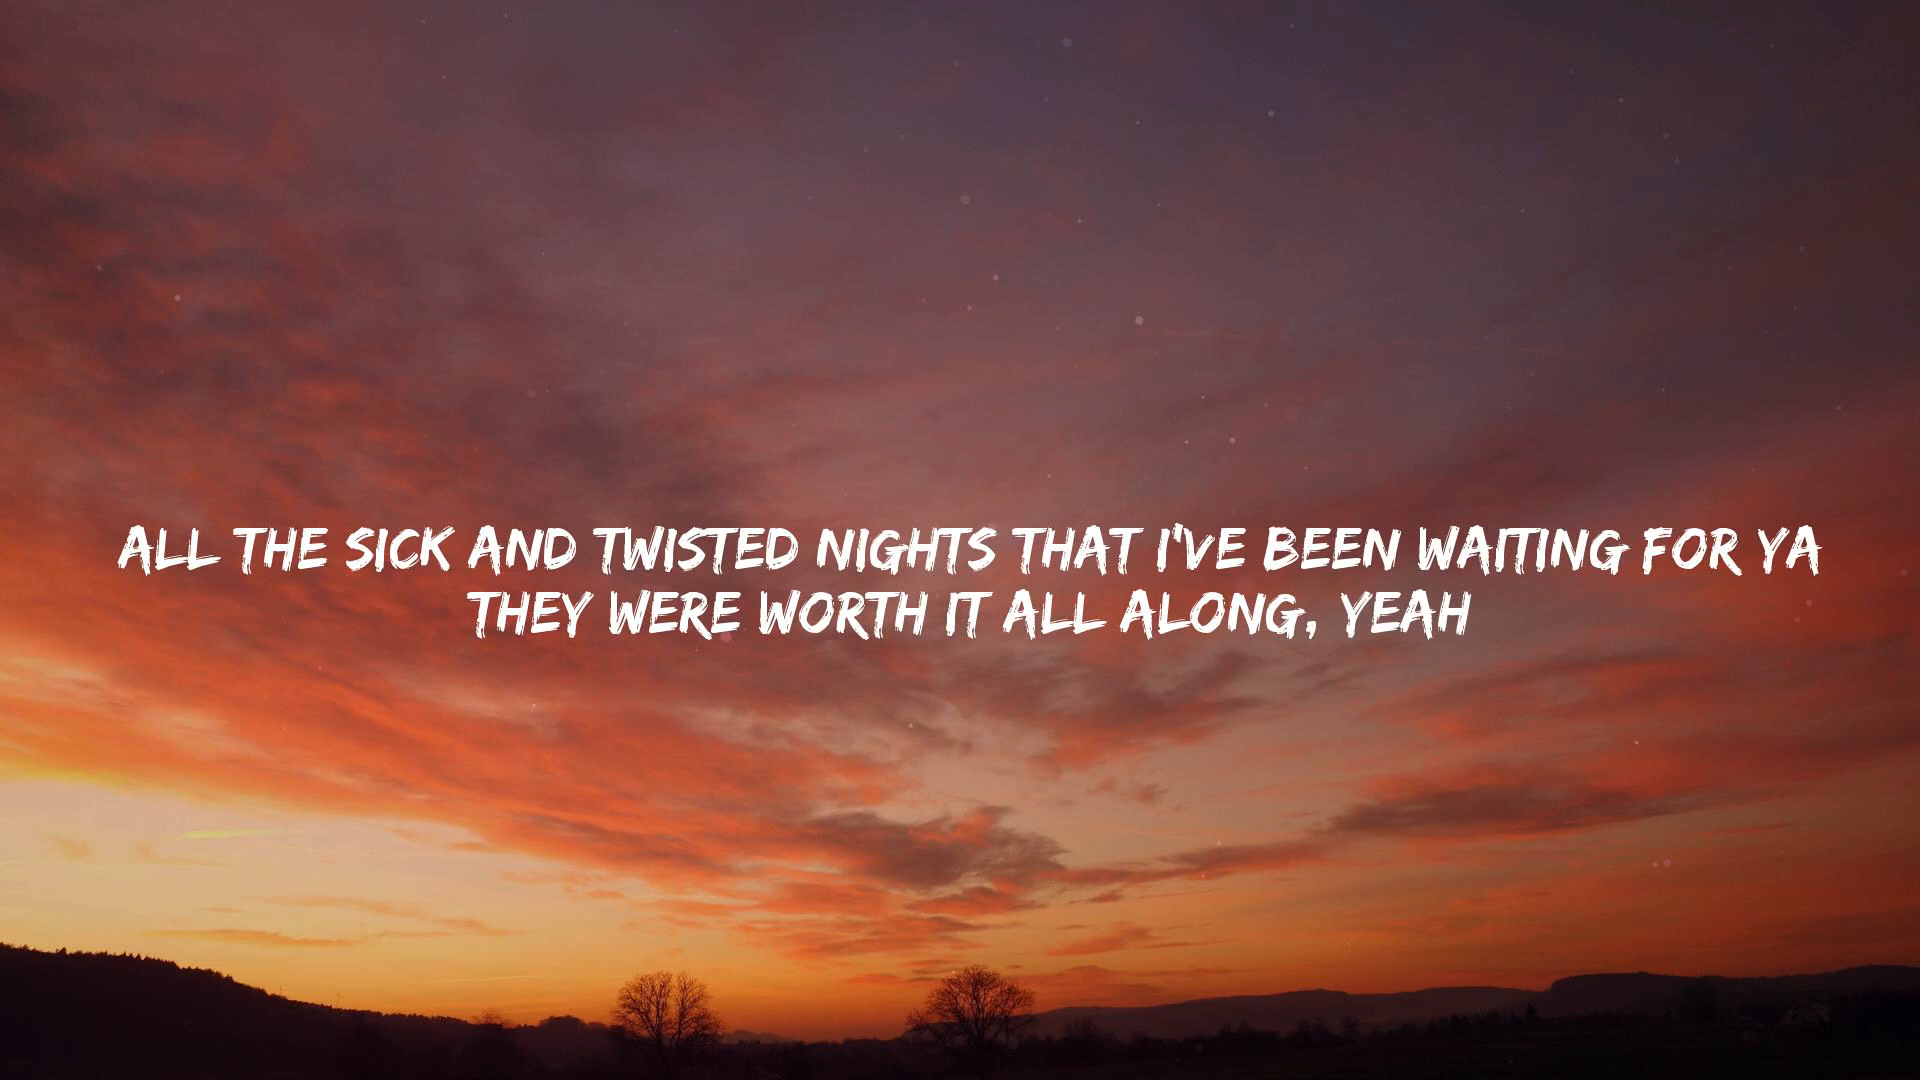 ALL THE SICK AND TWISTED NIGHTS THAT I'VE BEEN WAITING FOR YA
THEY WERE WORTH IT ALL ALONG, YEAH